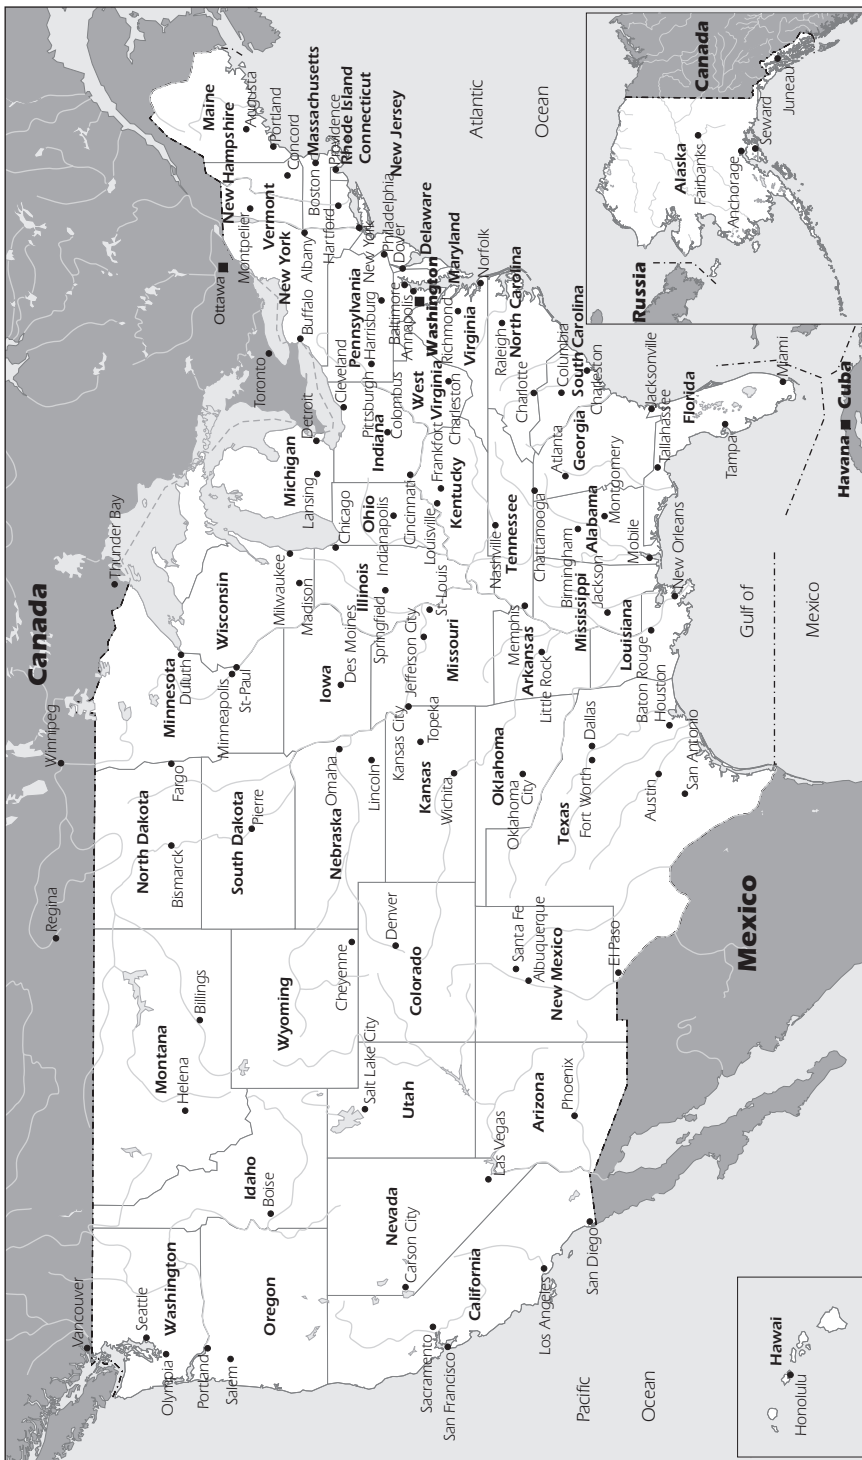 Canada
Vancouver
Regina
Winnipeg
Thunder Bay
Ottawa
Toronto
Seattle
Olympia
Washington
Portland
Salem
Oregon
Idaho
Boise
Montana
Helena
Billings
Wyoming
Cheyenne
North Dakota
Bismarck
Fargo
South Dakota
Pierre
Minnesota
Duluth
Minneapolis
St-Paul
Wisconsin
Milwaukee
Madison
Michigan
Lansing
Detroit
Maine
New Hampshire
Augusta
Portland
Concord
Montpelier
Vermont
New York
Albany
Buffalo
Massachusetts
Boston
Providence
Rhode Island
Hartford
Connecticut
New York
New Jersey
Philadelphia
Pennsylvania
Harrisburg
Pittsburgh
Dover
Delaware
Baltimore
Annapolis
Maryland
Washington
Nevada
Carson City
Las Vegas
California
Sacramento
San Francisco
Los Angeles
San Diego
Utah
Salt Lake City
Colorado
Denver
Nebraska
Omaha
Lincoln
Kansas
Kansas City
Topeka
Wichita
Iowa
Des Moines
Illinois
Chicago
Springfield
Missouri
Jefferson City
St-Louis
Ohio
Indianapolis
Indiana
Cleveland
Colombus
Cincinnati
Kentucky
Louisville
Frankfort
West
Virginia
Charleston
Virginia
Richmond
Norfolk
Arizona
Phoenix
New Mexico
Santa Fe
Albuquerque
Texas
El Paso
Fort Worth
Dallas
Austin
San Antonio
Houston
Oklahoma
Oklahoma
City
Arkansas
Little Rock
Tennessee
Memphis
Nashville
Chattanooga
North Carolina
Raleigh
Charlotte
South Carolina
Columbia
Charleston
Georgia
Atlanta
Alabama
Birmingham
Montgomery
Mobile
Mississippi
Jackson
Louisiana
Baton Rouge
New Orleans
Florida
Tallahassee
Jacksonville
Tampa
Miami
Mexico
Gulf of
Mexico
Havana
Cuba
Atlantic
Ocean
Pacific
Ocean
Hawai
Honolulu
Russia
Alaska
Fairbanks
Anchorage
Seward
Juneau
Canada